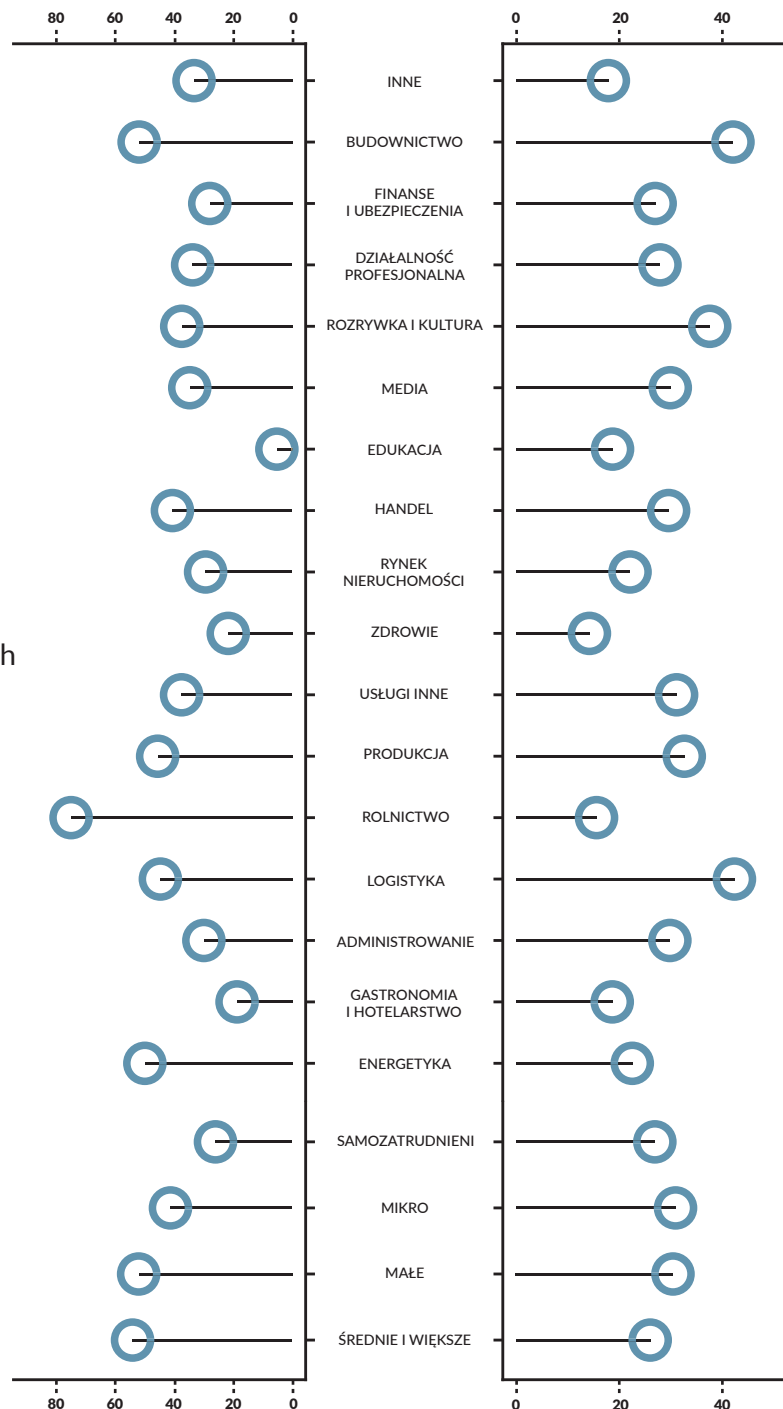 80 60 40 20 0 0 20 40
INNE
BUDOWNICTWO
FINANSE
I UBEZPIECZENIA
DZIAŁALNOŚĆ
PROFESJONALNA
ROZRYWKA I KULTURA
MEDIA
EDUKACJA
HANDEL
RYNEK
NIERUCHOMOŚCI
ZDROWIE
h
USŁUGI INNE
PRODUKCJA
ROLNICTWO
LOGISTYKA
ADMINISTROWANIE
GASTRONOMIA
I HOTELARSTWO
ENERGETYKA
SAMOZATRUDNIENI
MIKRO
MAŁE
ŚREDNIE I WIĘKSZE
80 60 40 20 0 0 20 40